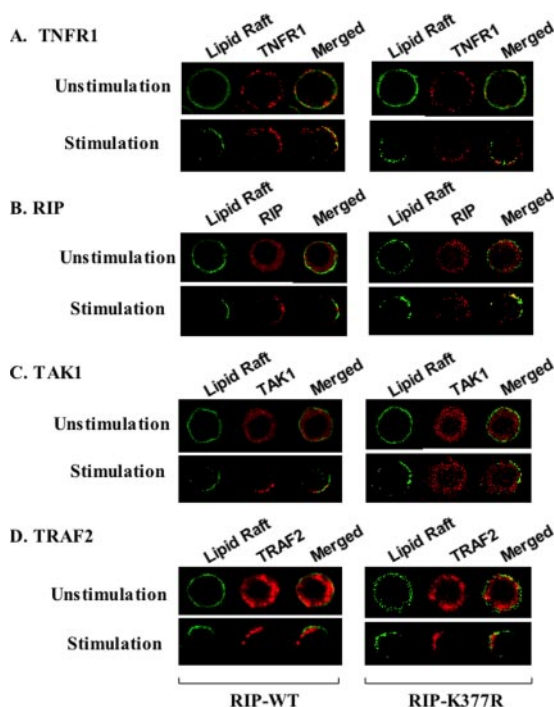 A. TNFR1
Lipid Raft TNFR1 Merged Lipid Raft TNFR1 Merged
Unstimulation
Stimulation
B. RIP
Lipid Raft RIP Merged Lipid Raft RIP Merged
Unstimulation
Stimulation
C. TAK1
Lipid Raft TAK1 Merged Lipid Raft TAK1 Merged
Unstimulation
Stimulation
D. TRAF2
Lipid Raft TRAF2 Merged Lipid Raft TRAF2 Merged
Unstimulation
Stimulation
RIP-WT RIP-K377R